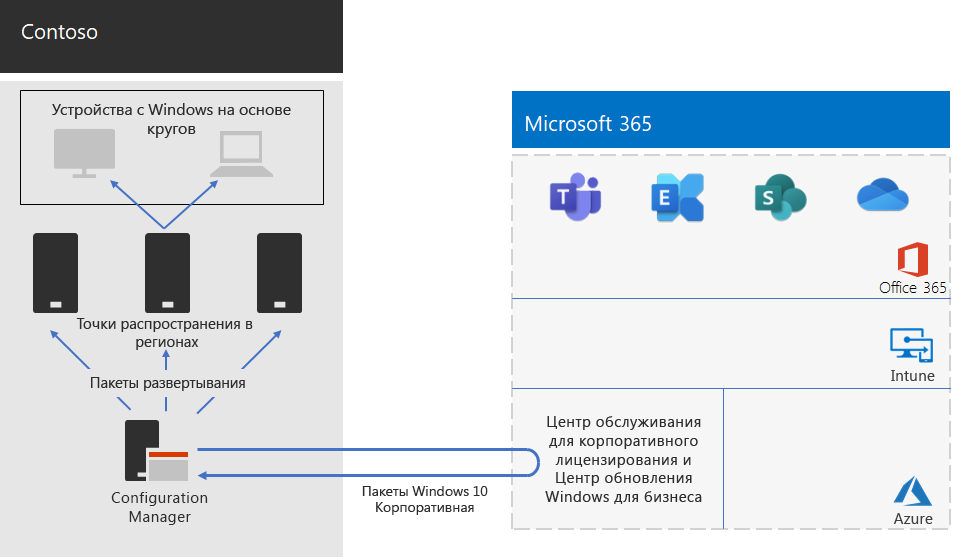 Contoso
Устройства с Windows на основе
кругов
Точки распространения в
регионах
Пакеты развертывания
Configuration
Manager
Пакеты Windows 10
Корпоративная
Microsoft 365
T
E
S
Office 365
Intune
Центр обслуживания
для корпоративного
лицензирования и
Центр обновления
Windows для бизнеса
Azure